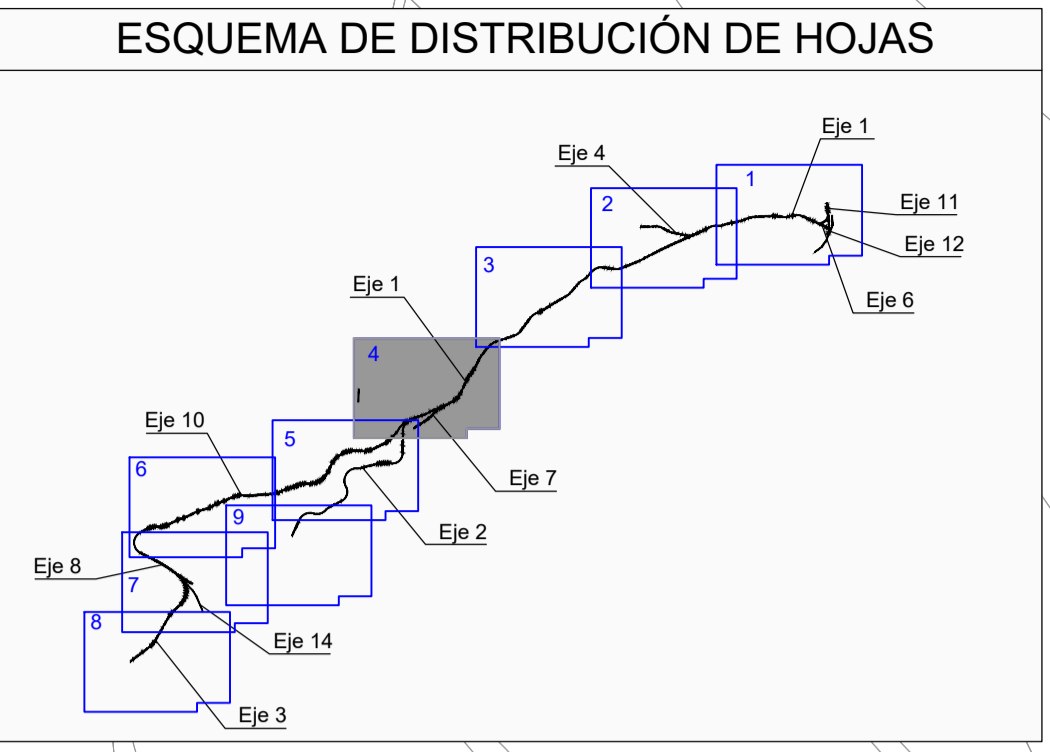 ESQUEMA DE DISTRIBUCIÓN DE HOJAS
Eje 1
Eje 4
1
2
Eje 11
Eje 12
3
Eje 1
Eje 6
4
Eje 10
5
6
Eje 7
9
Eje 2
Eje 8
7
8
Eje 14
Eje 3